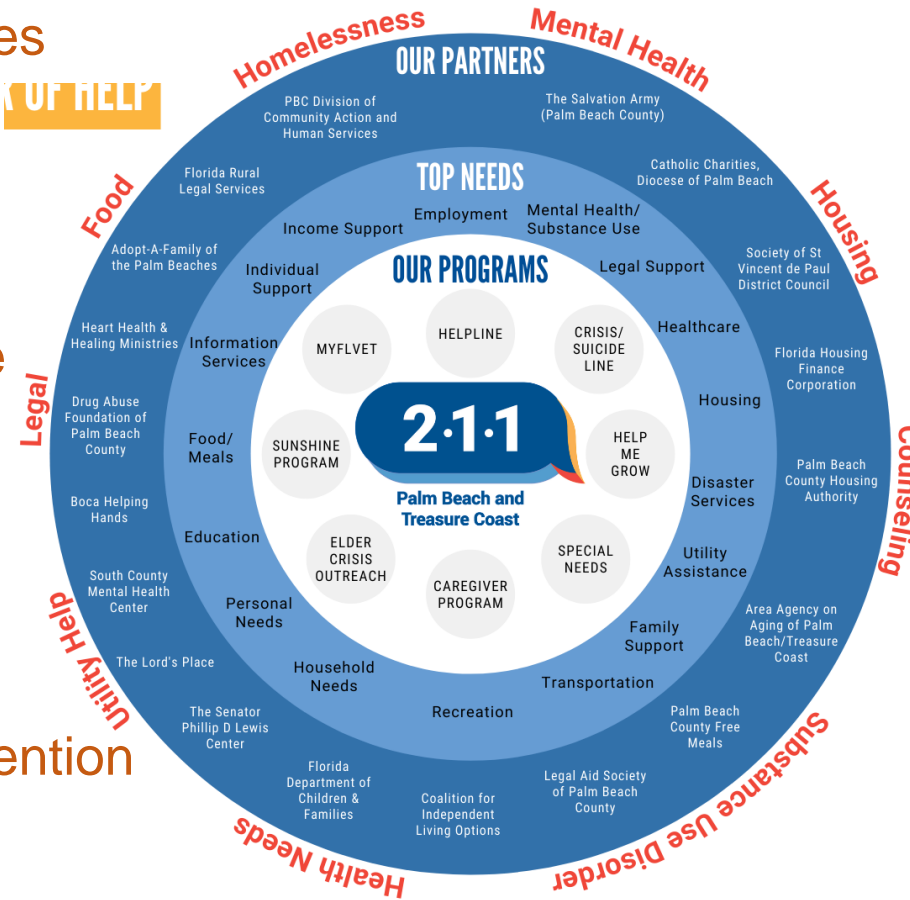 es
OF HELP
e
ention
Homelessness
Mental Health
Housing
Counseling
Substance Use Disorder
Health Needs
Utility Help
Legal
Food
OUR PARTNERS
PBC Division of
Community Action and
Human Services
The Salvation Army
(Palm Beach County)
Catholic Charities,
Diocese of Palm Beach
Society of St
Vincent de Paul
District Council
Florida Housing
Finance
Corporation
Palm Beach
County Housing
Authority
Area Agency on
Aging of Palm
Beach/Treasure
Coast
Palm Beach
County Free
Meals
Legal Aid Society
of Palm Beach
County
Coalition for
Independent
Living Options
Florida
Department of
Children &
Families
The Senator
Phillip D Lewis
Center
The Lord's Place
South County
Mental Health
Center
Boca Helping
Hands
Drug Abuse
Foundation of
Palm Beach
County
Heart Health &
Healing Ministries
Adopt-A-Family of
the Palm Beaches
Florida Rural
Legal Services
TOP NEEDS
Employment
Mental Health/
Substance Use
Legal Support
Healthcare
Housing
Disaster
Services
Utility
Assistance
Family
Support
Transportation
Recreation
Household
Needs
Personal
Needs
Education
Food/
Meals
Information
Services
Individual
Support
Income Support
OUR PROGRAMS
HELPLINE
CRISIS/
SUICIDE
LINE
HELP
ME
GROW
SPECIAL
NEEDS
CAREGIVER
PROGRAM
ELDER
CRISIS
OUTREACH
SUNSHINE
PROGRAM
MYFLVET
2·1·1
Palm Beach and
Treasure Coast